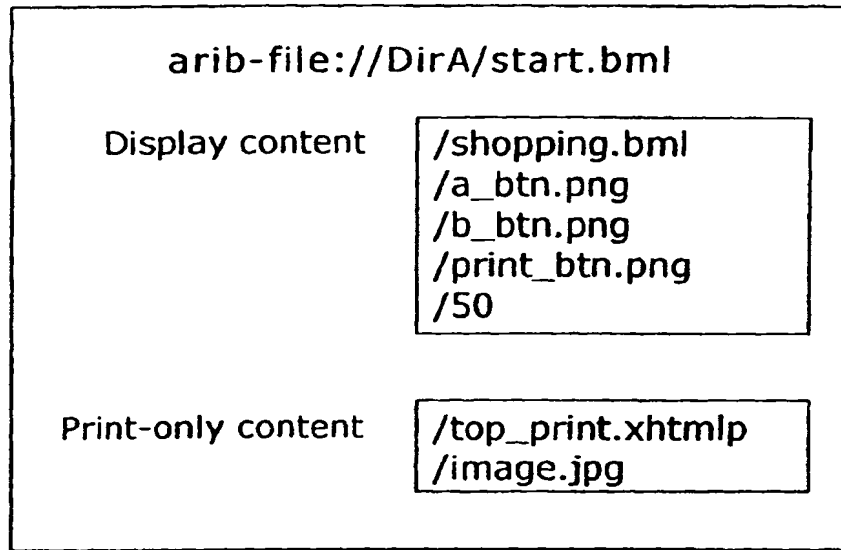 arib-file://DirA/start.bml
Display content
/shopping.bml
/a_btn.png
/b_btn.png
/print_btn.png
/50
Print-only content
/top_print.xhtmlp
/image.jpg